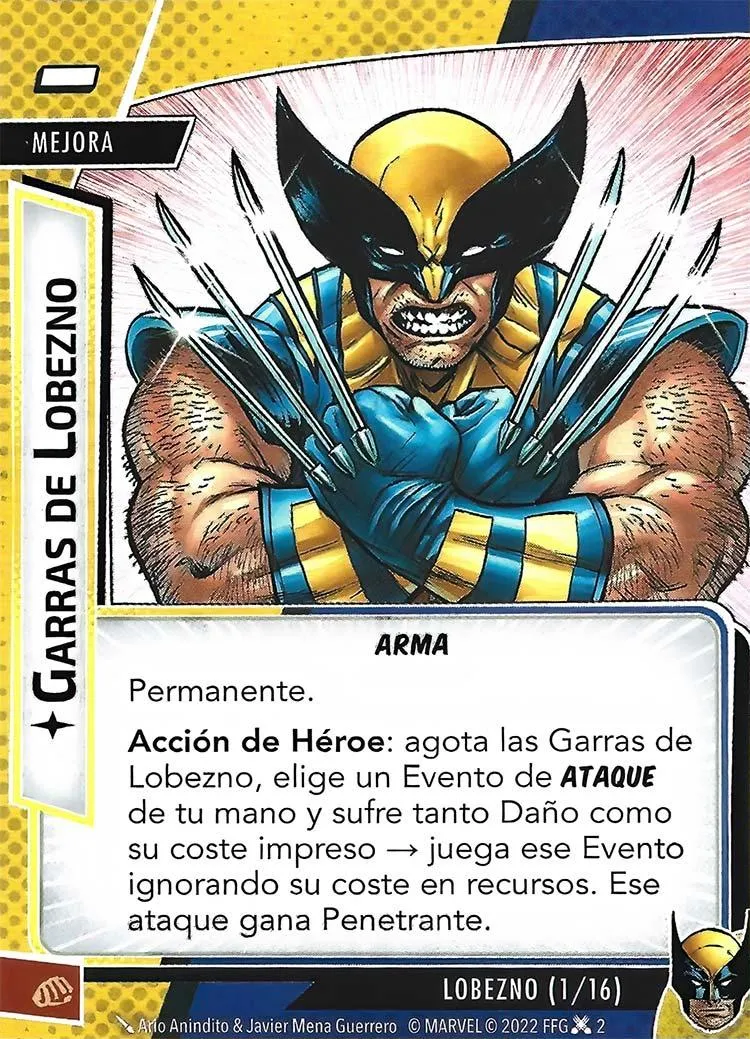 MEJORA
GARRAS DE LOBEZNO
ARMA
Permanente.
Acción de Héroe: agota las Garras de
Lobezno, elige un Evento de ATAQUE
de tu mano y sufre tanto Daño como
su coste impreso → juega ese Evento
ignorando su coste en recursos. Ese
ataque gana Penetrante.
LOBEZNO (1/16)
Ario Anindito & Javier Mena Guerrero © MARVEL © 2022 FFG 2